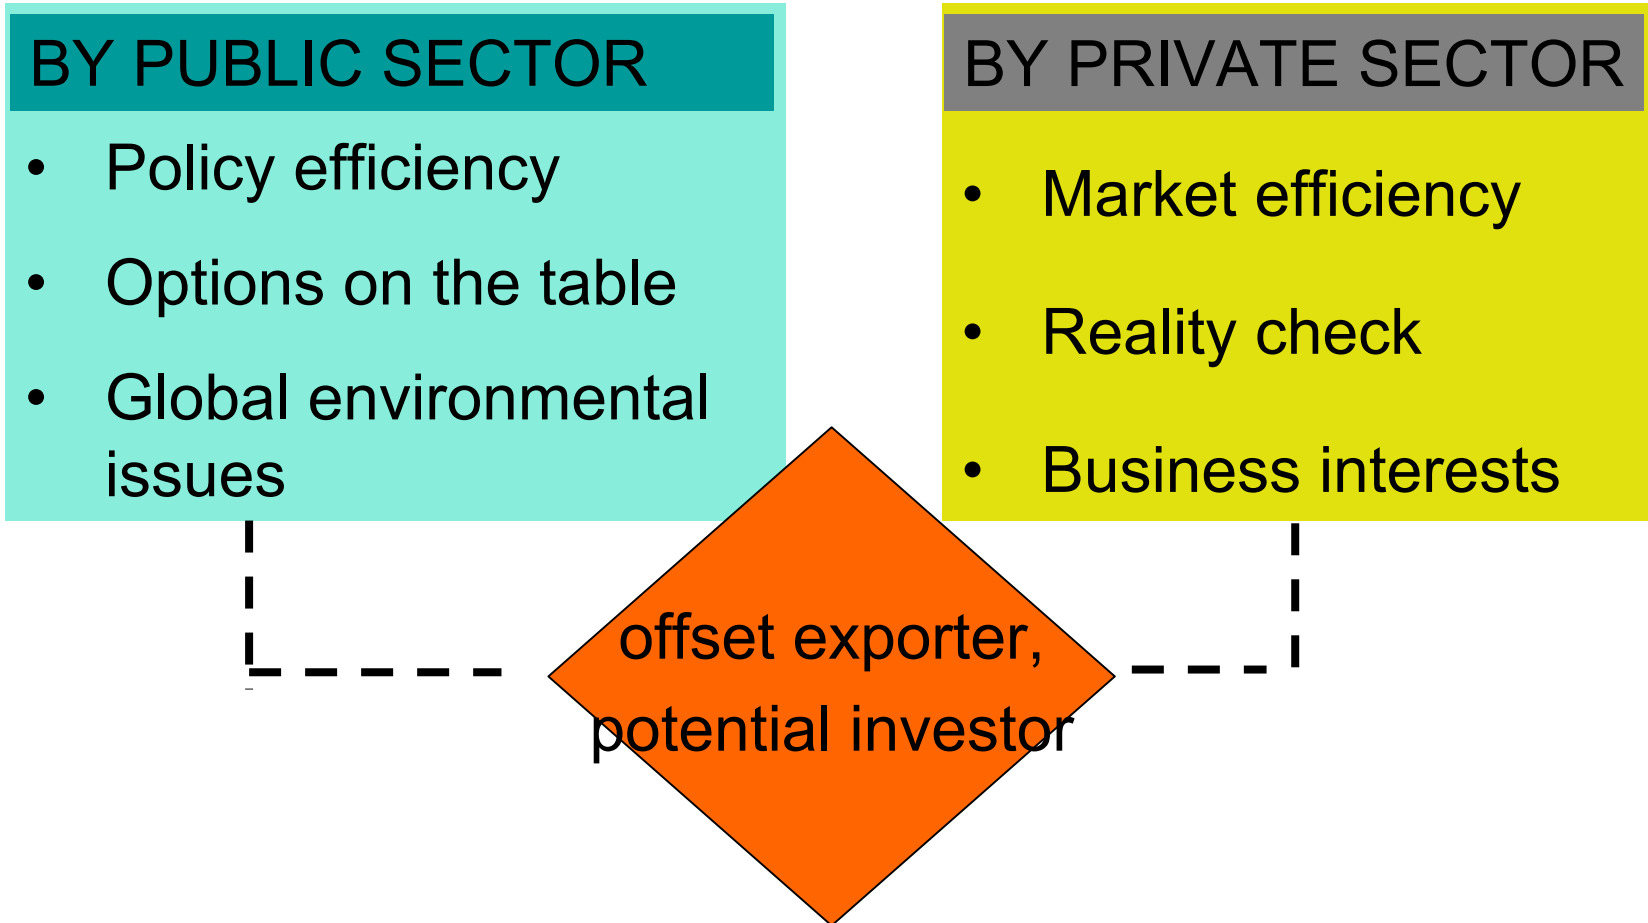 BY PUBLIC SECTOR
• Policy efficiency
• Options on the table
• Global environmental
issues
BY PRIVATE SECTOR
• Market efficiency
• Reality check
• Business interests
offset exporter,
potential investor